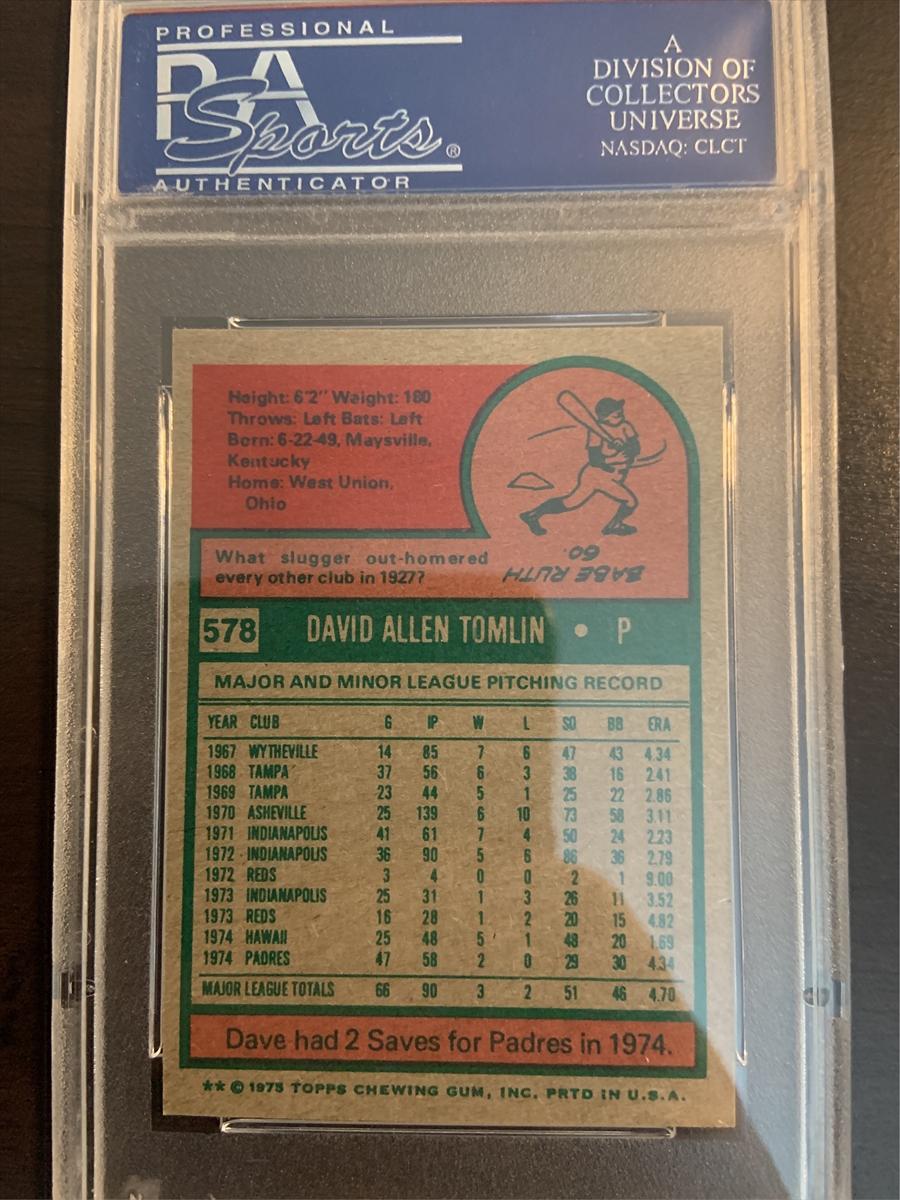 PROFESSIONAL
PSA
Sports®
AUTHENTICATOR
A
DIVISION OF
COLLECTORS
UNIVERSE
NASDAQ: CLCT
Height: 6'2" Weight: 180
Throws: Left Bats: Left
Born: 6-22-49, Maysville,
Kentucky
Home: West Union,
Ohio
What slugger out-homered
every other club in 1927?
BABE RUTH
60.
578 DAVID ALLEN TOMLIN • P
MAJOR AND MINOR LEAGUE PITCHING RECORD
YEAR CLUB G IP W L SO BB ERA
1967 WYTHEVILLE 14 85 7 6 47 43 4.34
1968 TAMPA 37 56 6 3 38 16 2.41
1969 TAMPA 23 44 5 1 25 22 2.86
1970 ASHEVILLE 25 139 6 10 73 58 3.11
1971 INDIANAPOLIS 41 61 7 4 50 24 2.23
1972 INDIANAPOLIS 36 90 5 6 86 36 2.79
1972 REDS 3 4 0 0 2 1 9.00
1973 INDIANAPOLIS 25 31 1 3 26 11 3.52
1973 REDS 16 28 1 2 20 15 4.82
1974 HAWAII 25 48 5 1 48 20 1.69
1974 PADRES 47 58 2 0 29 30 4.34
MAJOR LEAGUE TOTALS 66 90 3 2 51 46 4.70
Dave had 2 Saves for Padres in 1974.
** © 1975 TOPPS CHEWING GUM, INC. PRTD IN U.S.A.